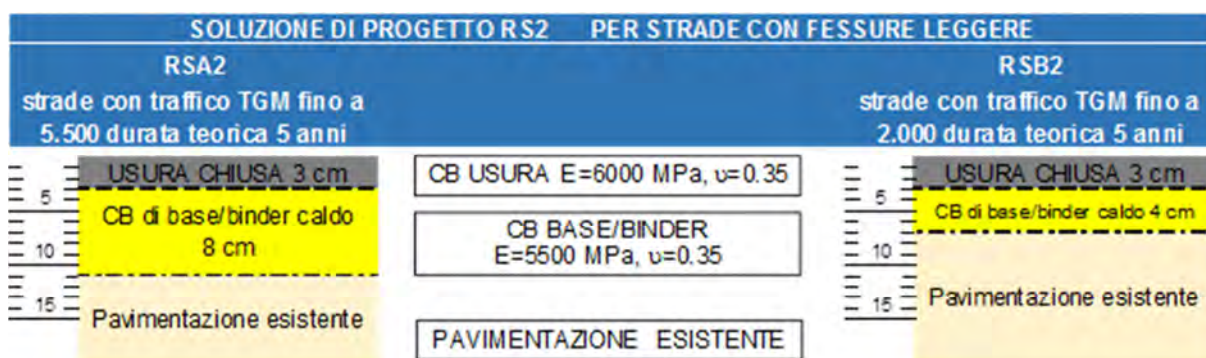 SOLUZIONE DI PROGETTO RS2 PER STRADE CON FESSURE LEGGERE
RSA2
strade con traffico TGM fino a
5.500 durata teorica 5 anni
RSB2
strade con traffico TGM fino a
2.000 durata teorica 5 anni
5
10
15
USURA CHIUSA 3 cm
CB di base/binder caldo
8 cm
Pavimentazione esistente
CB USURA E=6000 MPa, υ=0.35
CB BASE/BINDER
E=5500 MPa, υ=0.35
PAVIMENTAZIONE ESISTENTE
5
10
15
USURA CHIUSA 3 cm
CB di base/binder caldo 4 cm
Pavimentazione esistente